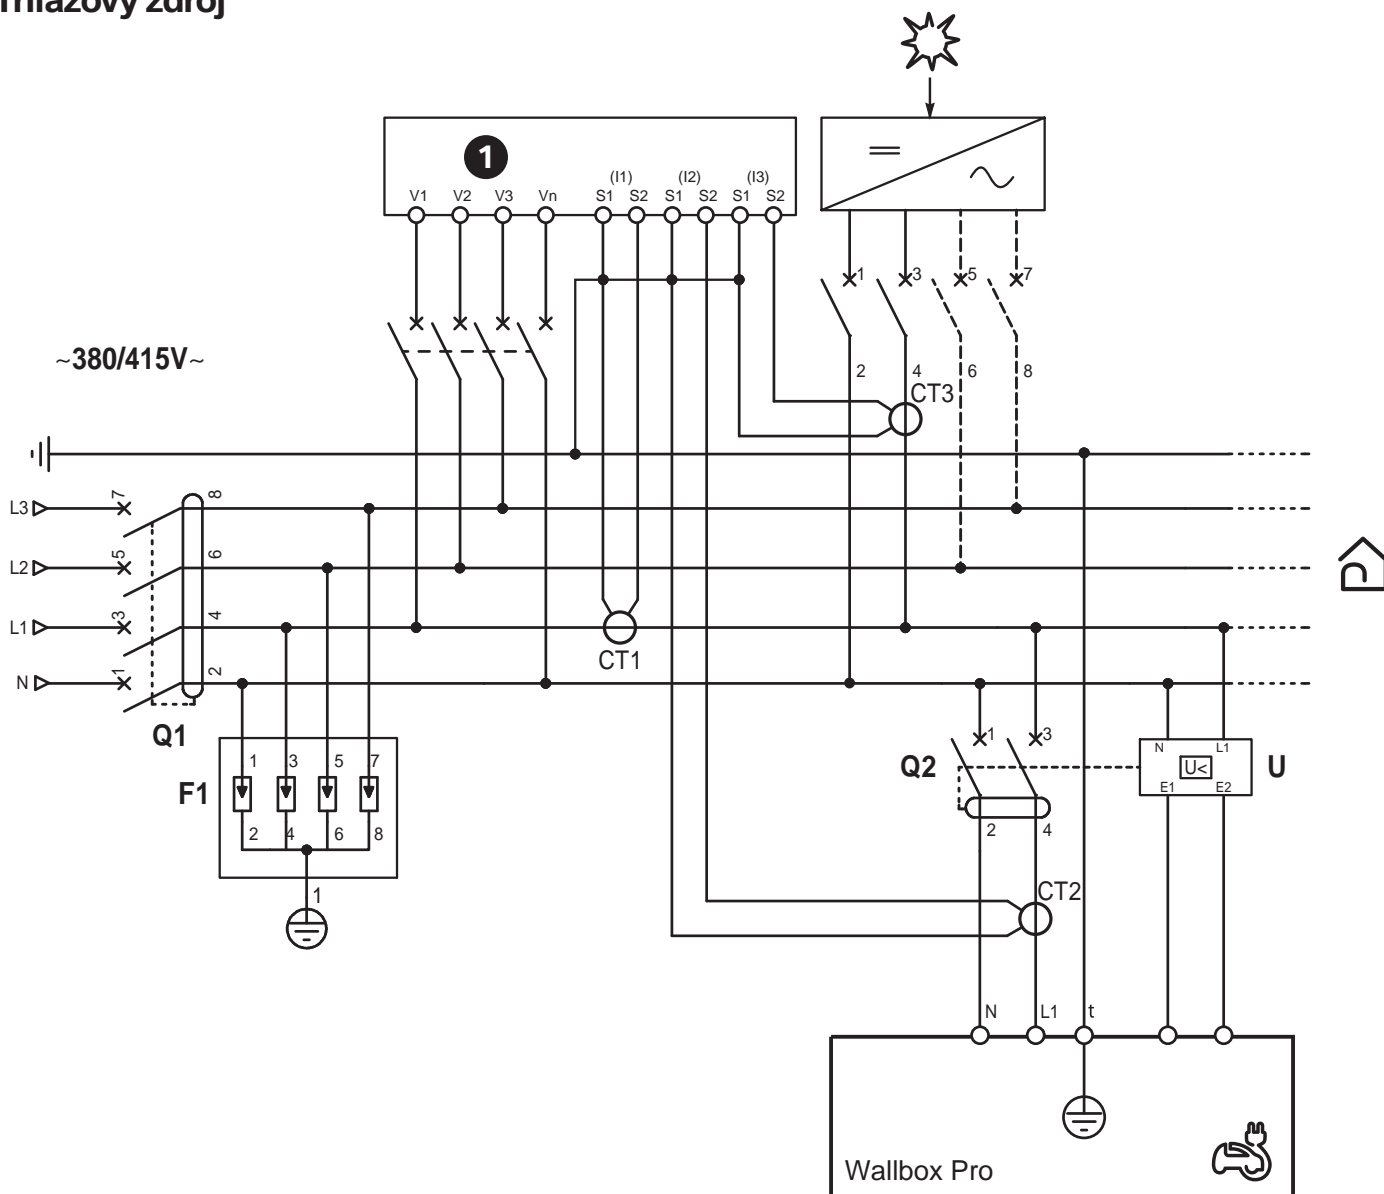 zový zdroj
1
(I1) (I2) (I3)
V1 V2 V3 Vn S1 S2 S1 S2 S1 S2
1 3 5 7
~380/415V~
2 4 6 8
CT3
L3 7 8
L2 5 6
L1 3 4
CT1
N 1 2
Q1
1 3 5 7
F1
2 4 6 8
1
1 3
Q2
N L1
U<
U
E1 E2
2 4
CT2
N L1 t
Wallbox Pro